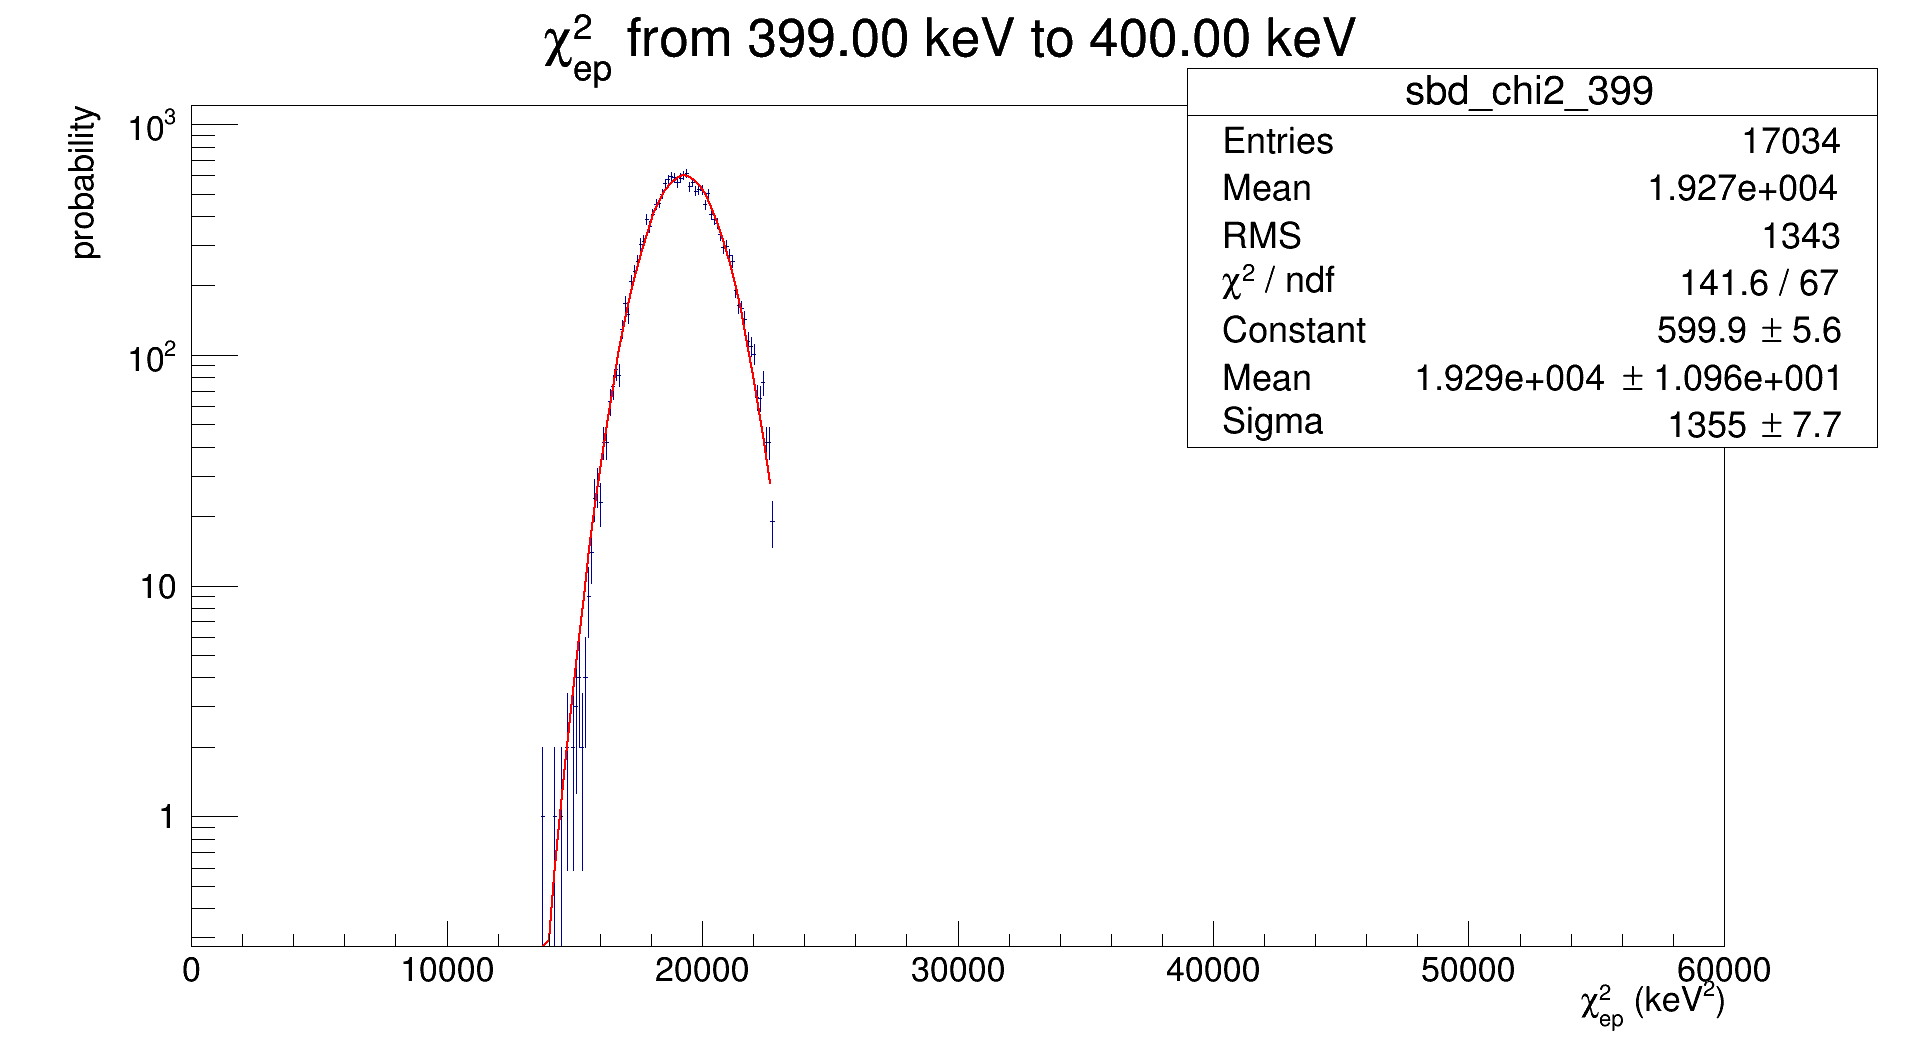 χ²ep from 399.00 keV to 400.00 keV
probability
10³
10²
10
1
sbd_chi2_399
Entries 17034
Mean 1.927e+004
RMS 1343
χ² / ndf 141.6 / 67
Constant 599.9 ± 5.6
Mean 1.929e+004 ± 1.096e+001
Sigma 1355 ± 7.7
0 10000 20000 30000 40000 50000 60000
χ²ep (keV²)